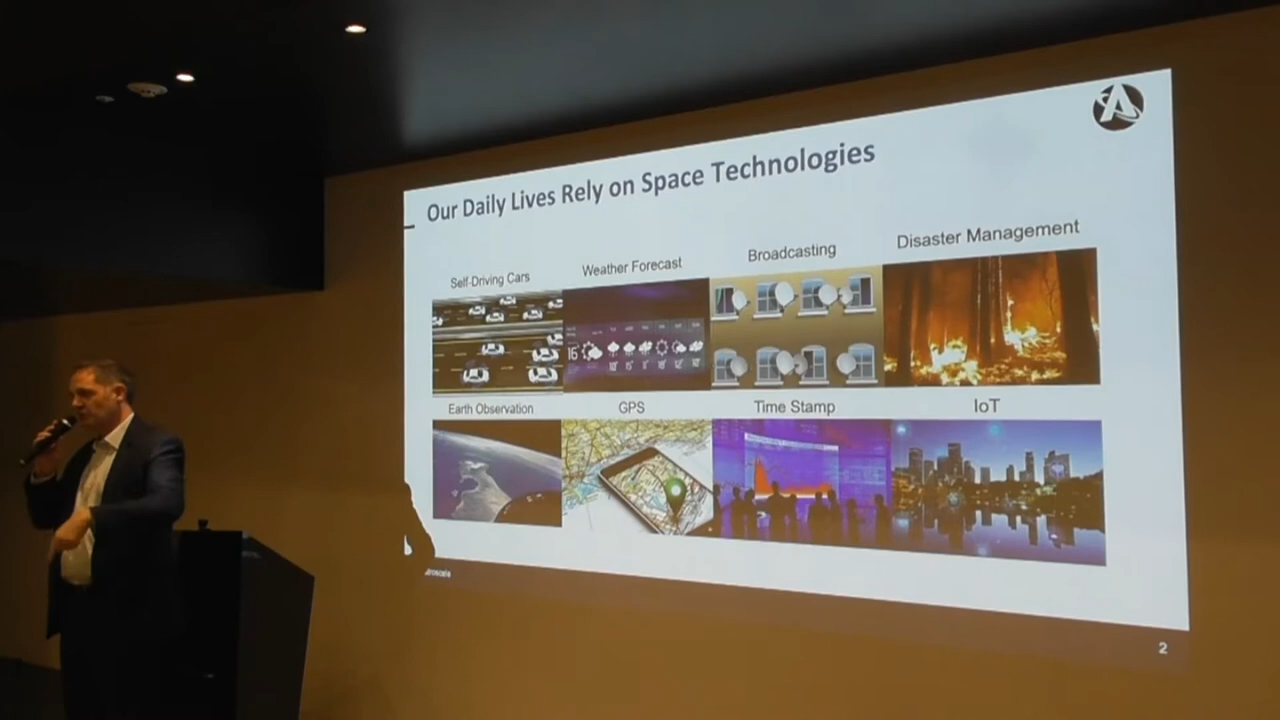 Our Daily Lives Rely on Space Technologies
Self-Driving Cars
Weather Forecast
Broadcasting
Disaster Management
16
Earth Observation
GPS
Time Stamp
IoT
2